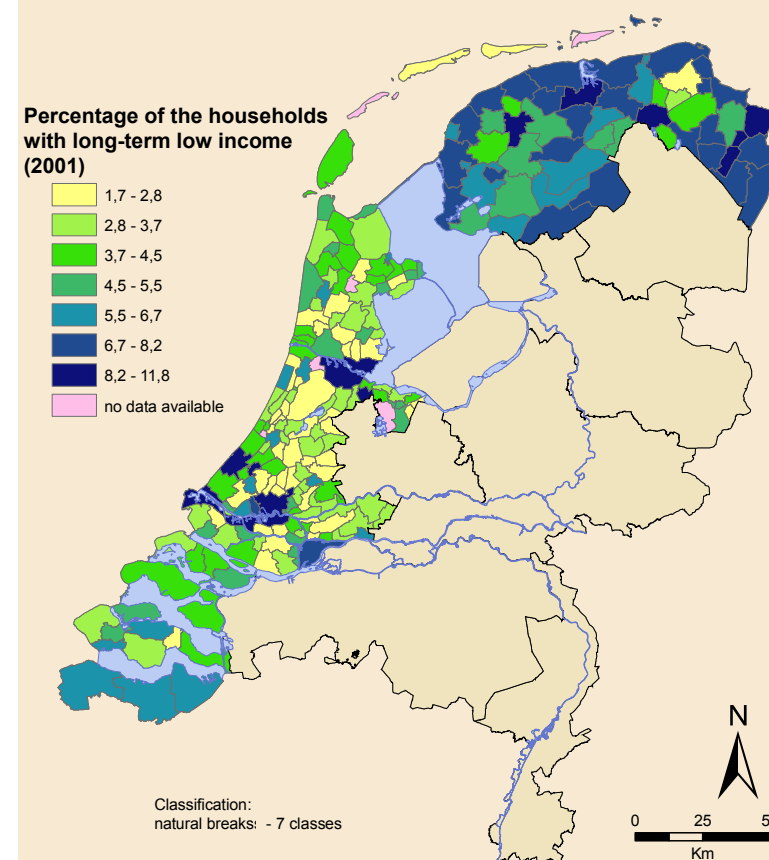 Percentage of the households
with long-term low income
(2001)
1,7 - 2,8
2,8 - 3,7
3,7 - 4,5
4,5 - 5,5
5,5 - 6,7
6,7 - 8,2
8,2 - 11,8
no data available
N
Classification:
natural breaks - 7 classes
0 25
Km